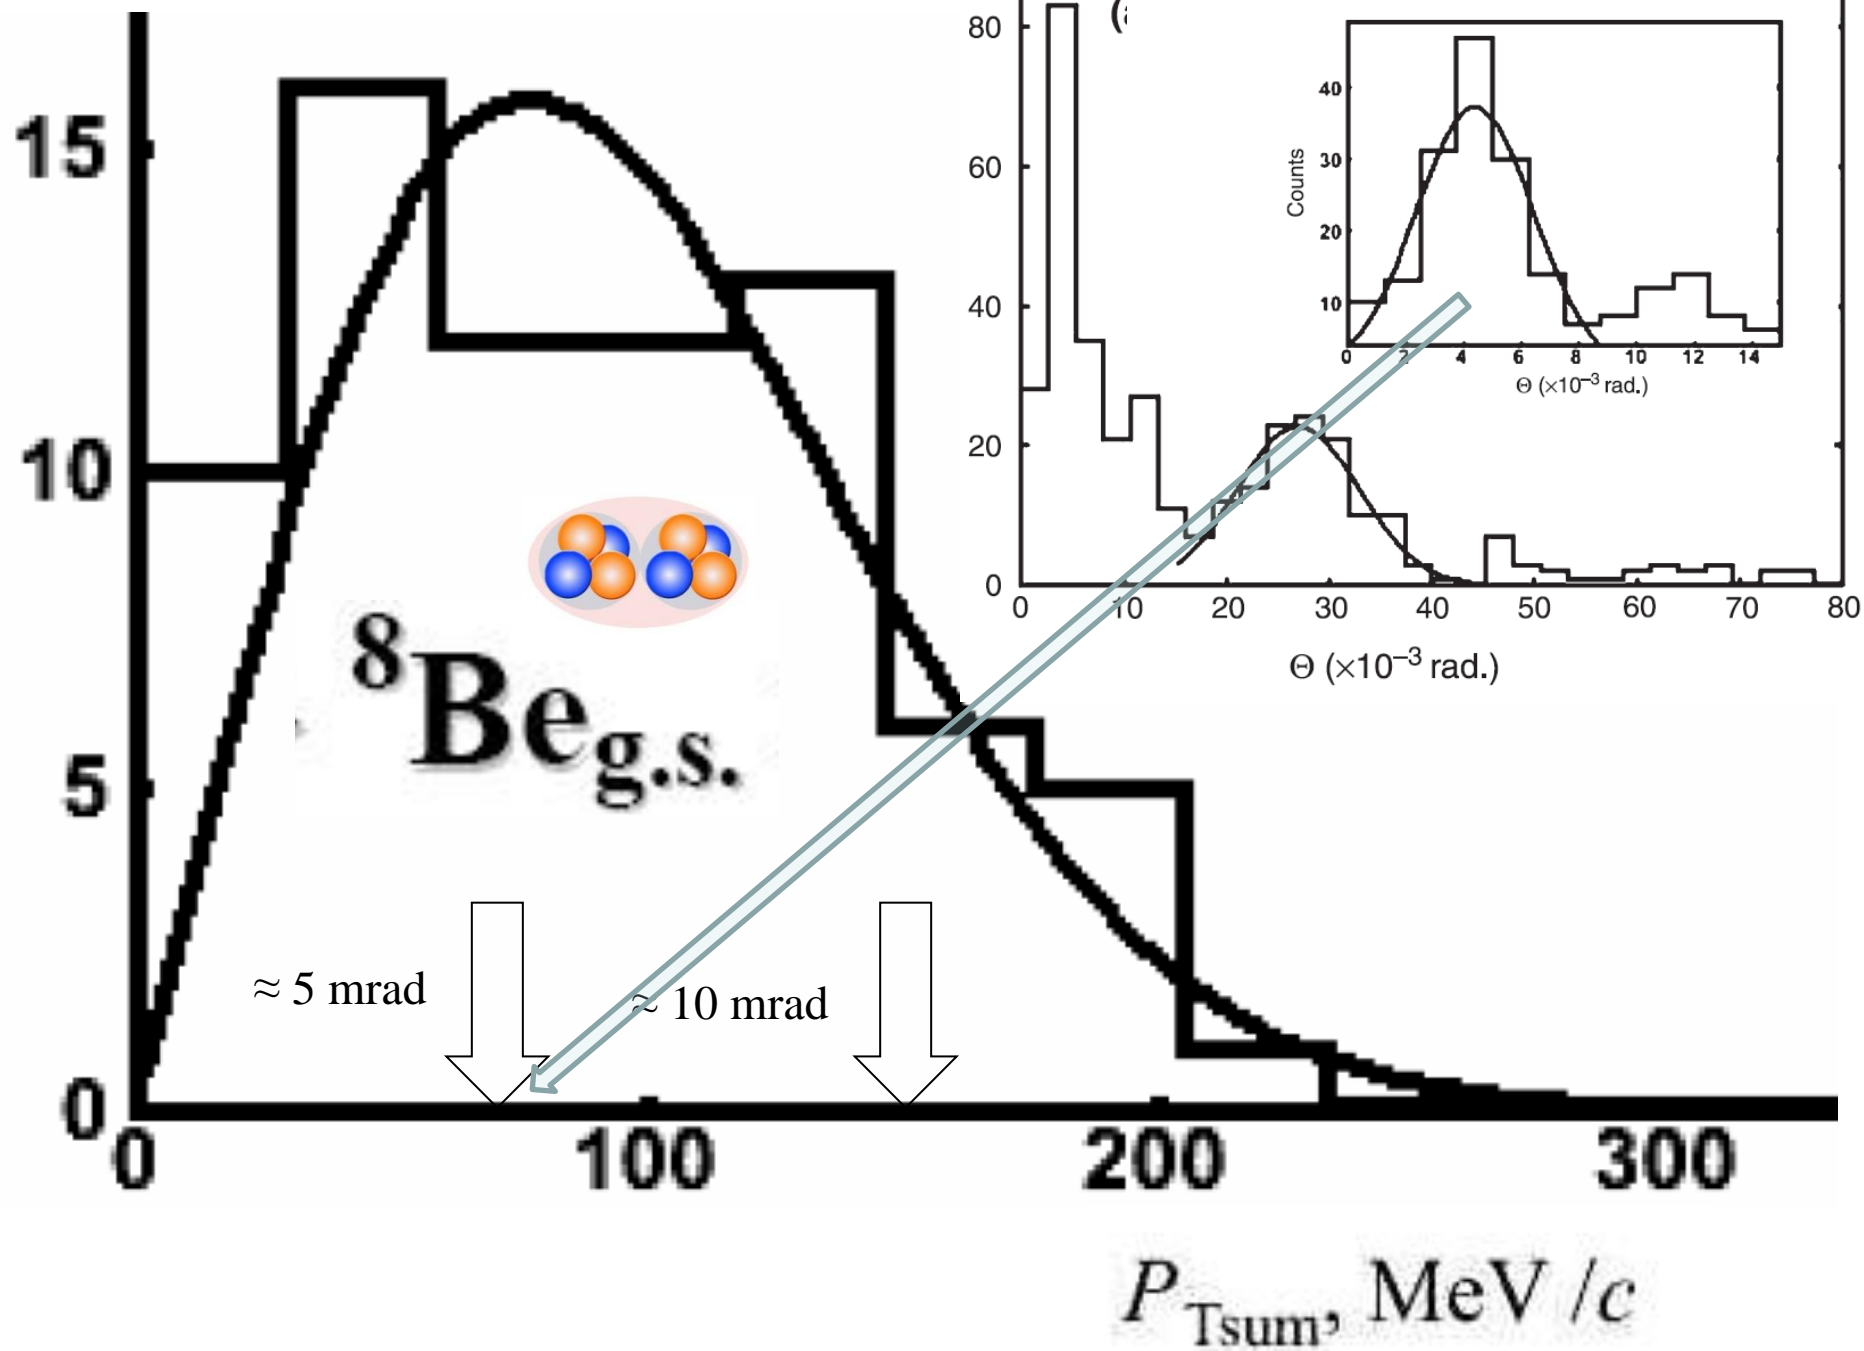 15
10
5
0
0 100 200 300
P_Tsum, MeV /c
⁸Be_g.s.
≈ 5 mrad
≈ 10 mrad
80
60
40
20
0
0 10 20 30 40 50 60 70 80
Θ (×10⁻³ rad.)
Counts
40
30
20
10
0 2 4 6 8 10 12 14
Θ (×10⁻³ rad.)